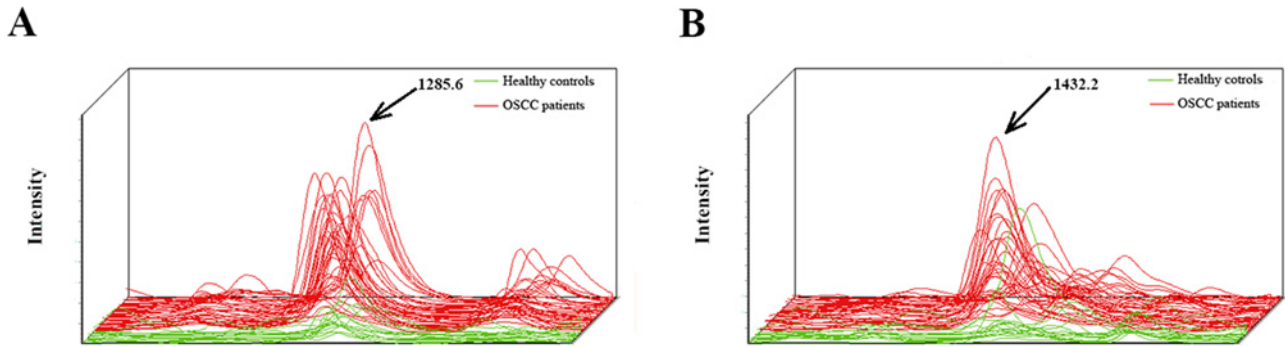 A
1285.6
Healthy controls
OSCC patients
Intensity
B
1432.2
Healthy cotrols
OSCC patients
Intensity